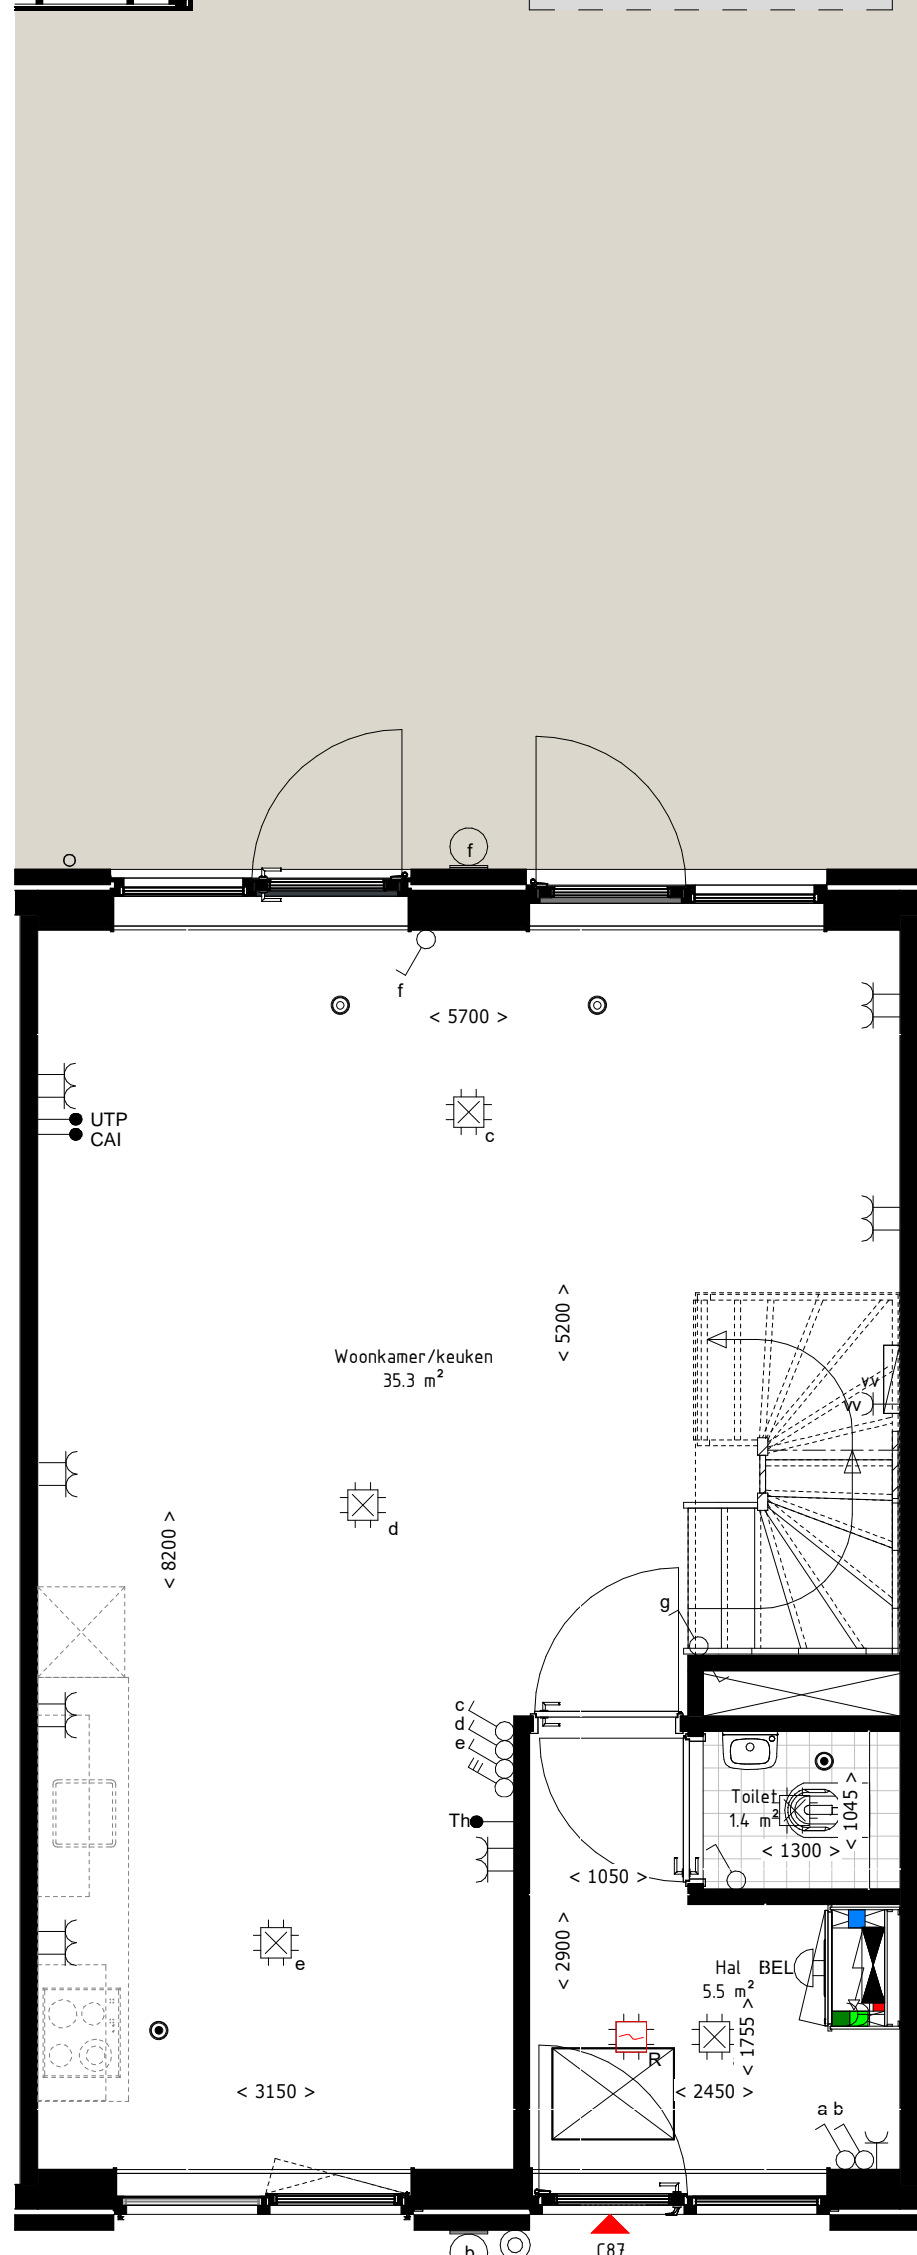 f
f
< 5700 >
c
UTP
CAI
< 5200 >
Woonkamer/keuken
35.3 m²
vv
vv
d
< 8200 >
g
c
d
e
Th
Toilet
1.4 m²
< 1045 >
< 1300 >
< 1050 >
< 2900 >
e
Hal
BEL
5.5 m²
< 1755 >
R
< 3150 >
< 2450 >
a b
b
C87